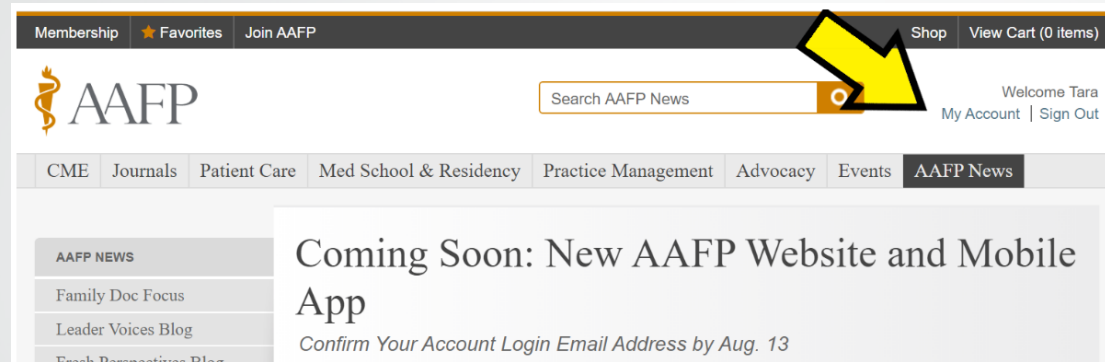 Membership Favorites Join AAFP Shop View Cart (0 items)
AAFP
Search AAFP News
Welcome Tara
My Account | Sign Out
CME Journals Patient Care Med School & Residency Practice Management Advocacy Events AAFP News
AAFP NEWS
Family Doc Focus
Leader Voices Blog
Fresh Perspectives Blog
Coming Soon: New AAFP Website and Mobile
App
Confirm Your Account Login Email Address by Aug. 13